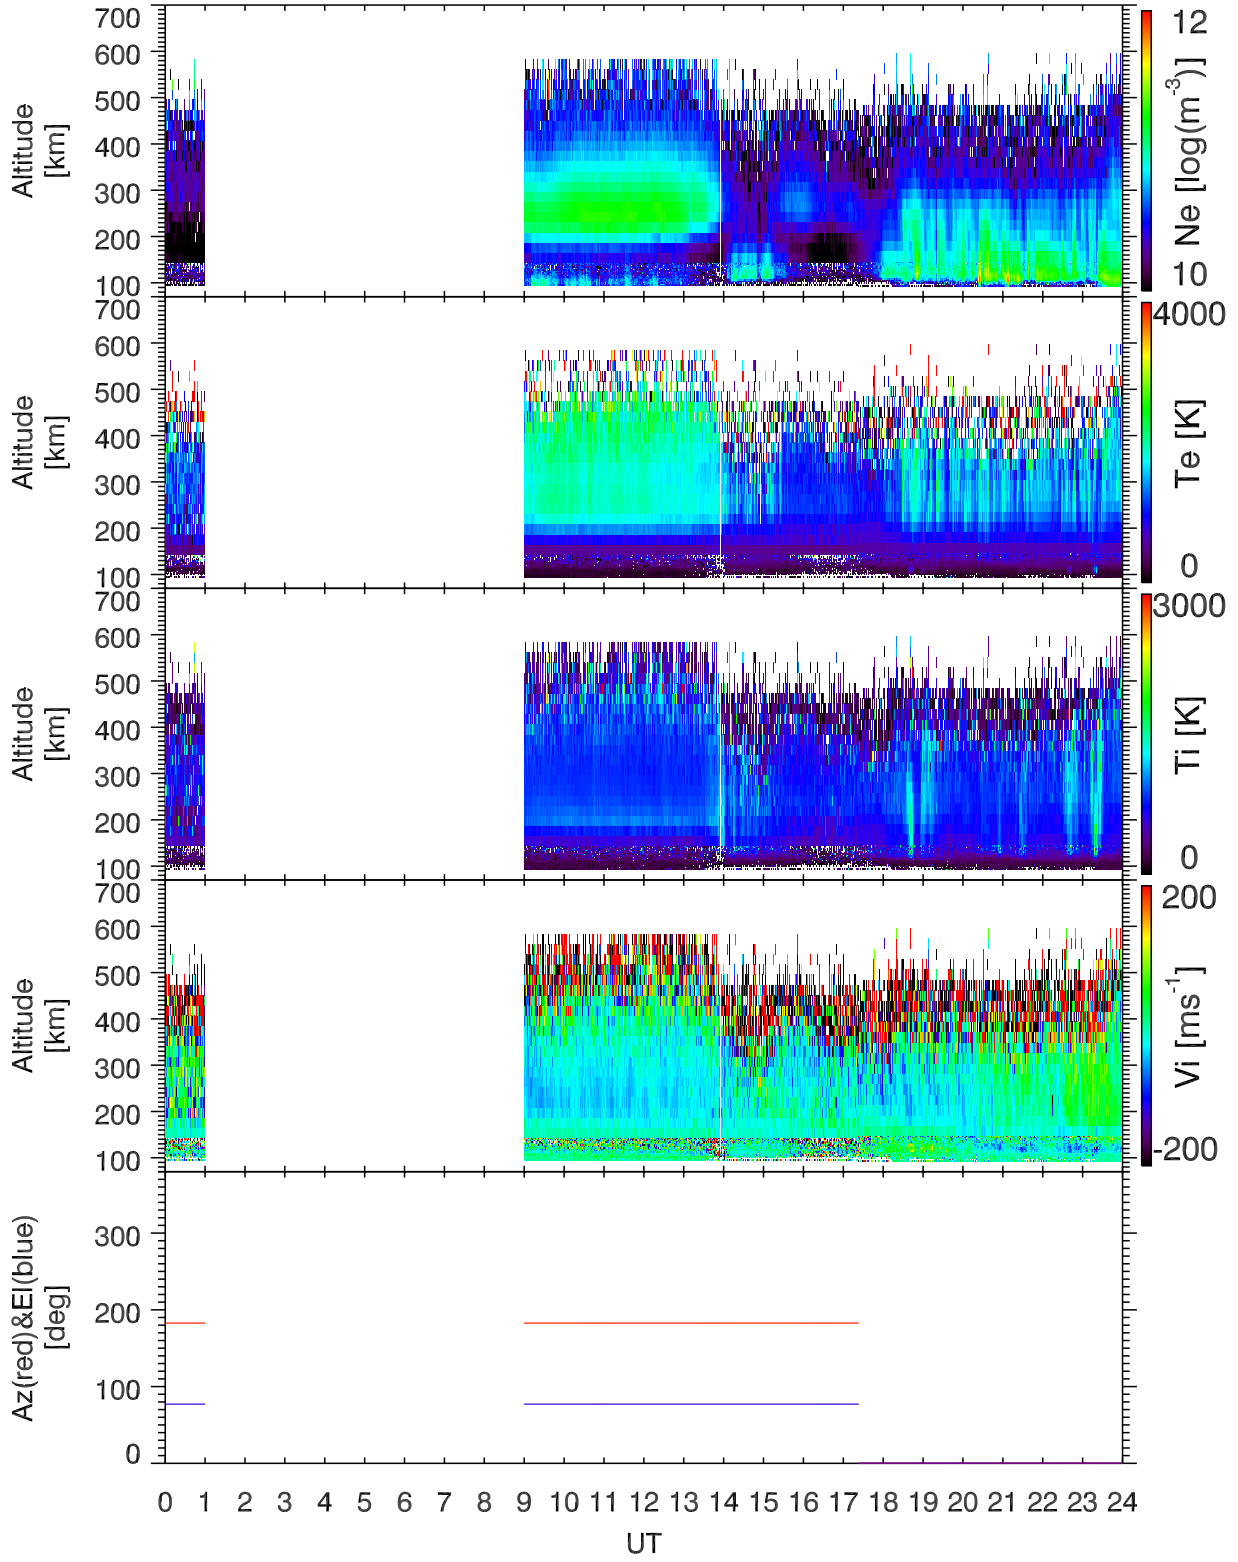 700
600
500
400
300
200
100
Altitude
[km]
12
Ne [log(m⁻³)]
10
700
600
500
400
300
200
100
Altitude
[km]
4000
Te [K]
0
700
600
500
400
300
200
100
Altitude
[km]
3000
Ti [K]
0
700
600
500
400
300
200
100
Altitude
[km]
200
Vi [ms⁻¹]
-200
300
200
100
0
Az(red)&El(blue)
[deg]
0 1 2 3 4 5 6 7 8 9 10 11 12 13 14 15 16 17 18 19 20 21 22 23 24
UT